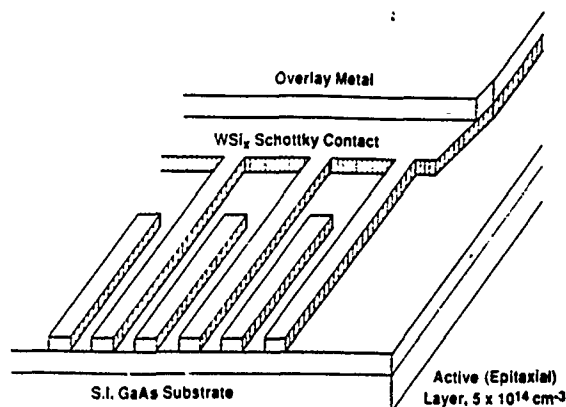 Overlay Metal
WSiₓ Schottky Contact
S.I. GaAs Substrate
Active (Epitaxial)
Layer, 5 x 10¹⁴ cm⁻³